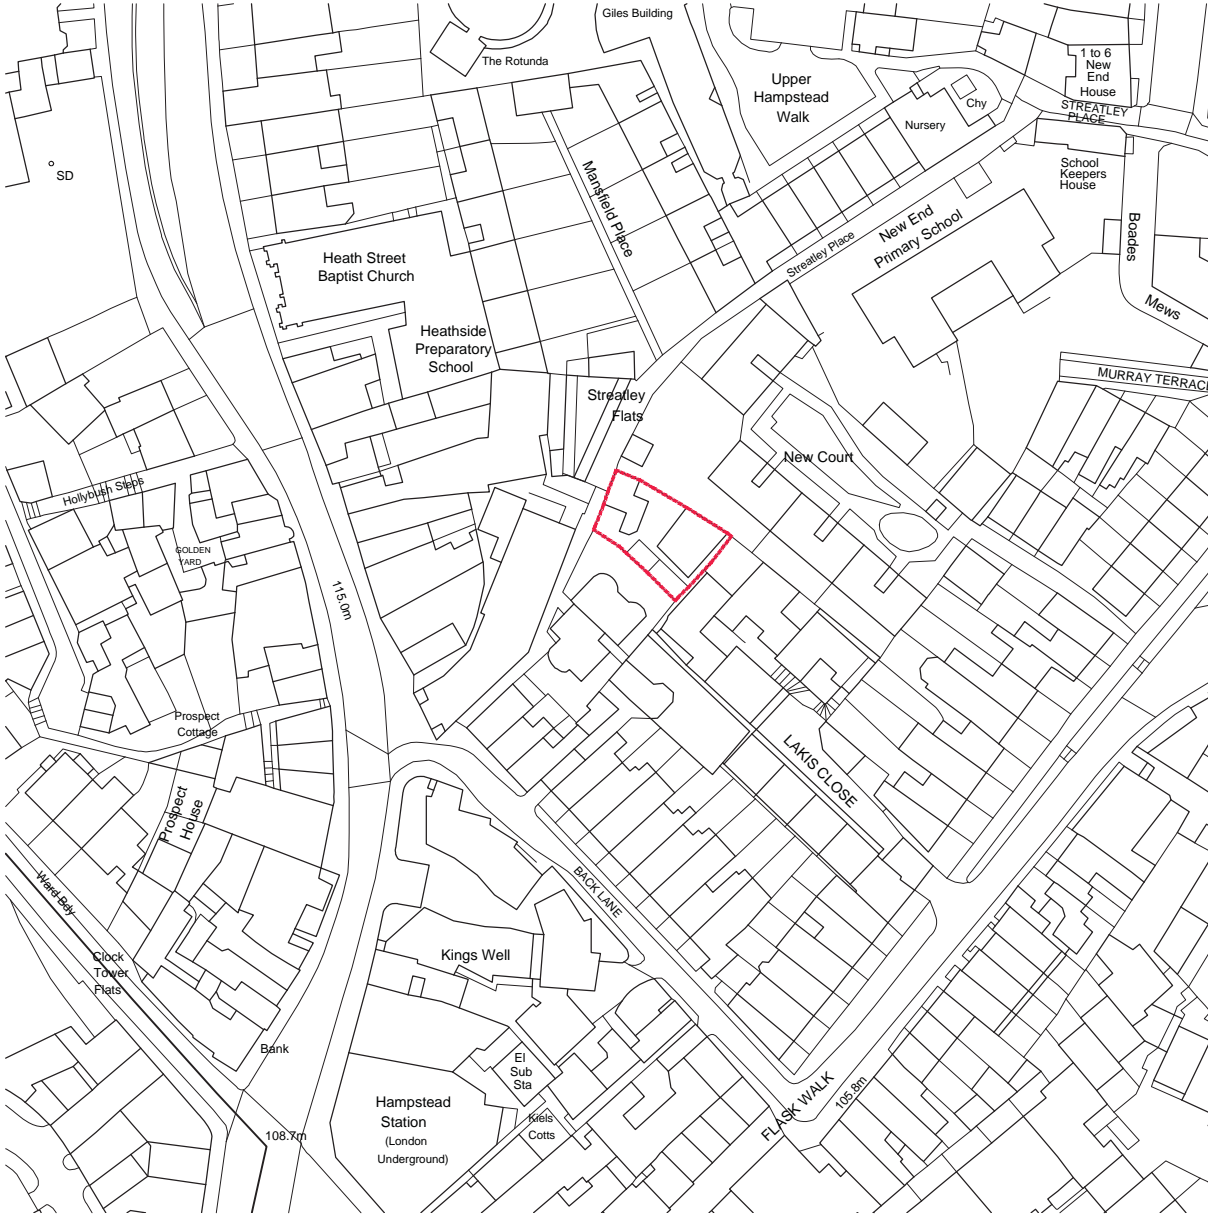 Giles Building
The Rotunda
1 to 6
New
End
House
Upper
Hampstead
Walk
Chy
Nursery
STREATLEY
PLACE
School
Keepers
House
SD
Mansfield Place
New End
Primary School
Streatley Place
Boades
Mews
Heath Street
Baptist Church
Heathside
Preparatory
School
MURRAY TERRACE
Streatley
Flats
New Court
Hollybush Steps
GOLDEN
YARD
115.0m
Prospect
Cottage
LAKIS CLOSE
Prospect
House
Ward Bdy
BACK LANE
Kings Well
Clock
Tower
Flats
Bank
El
Sub
Sta
Hampstead
Station
(London
Underground)
Kiels
Cotts
FLASK WALK
105.8m
108.7m